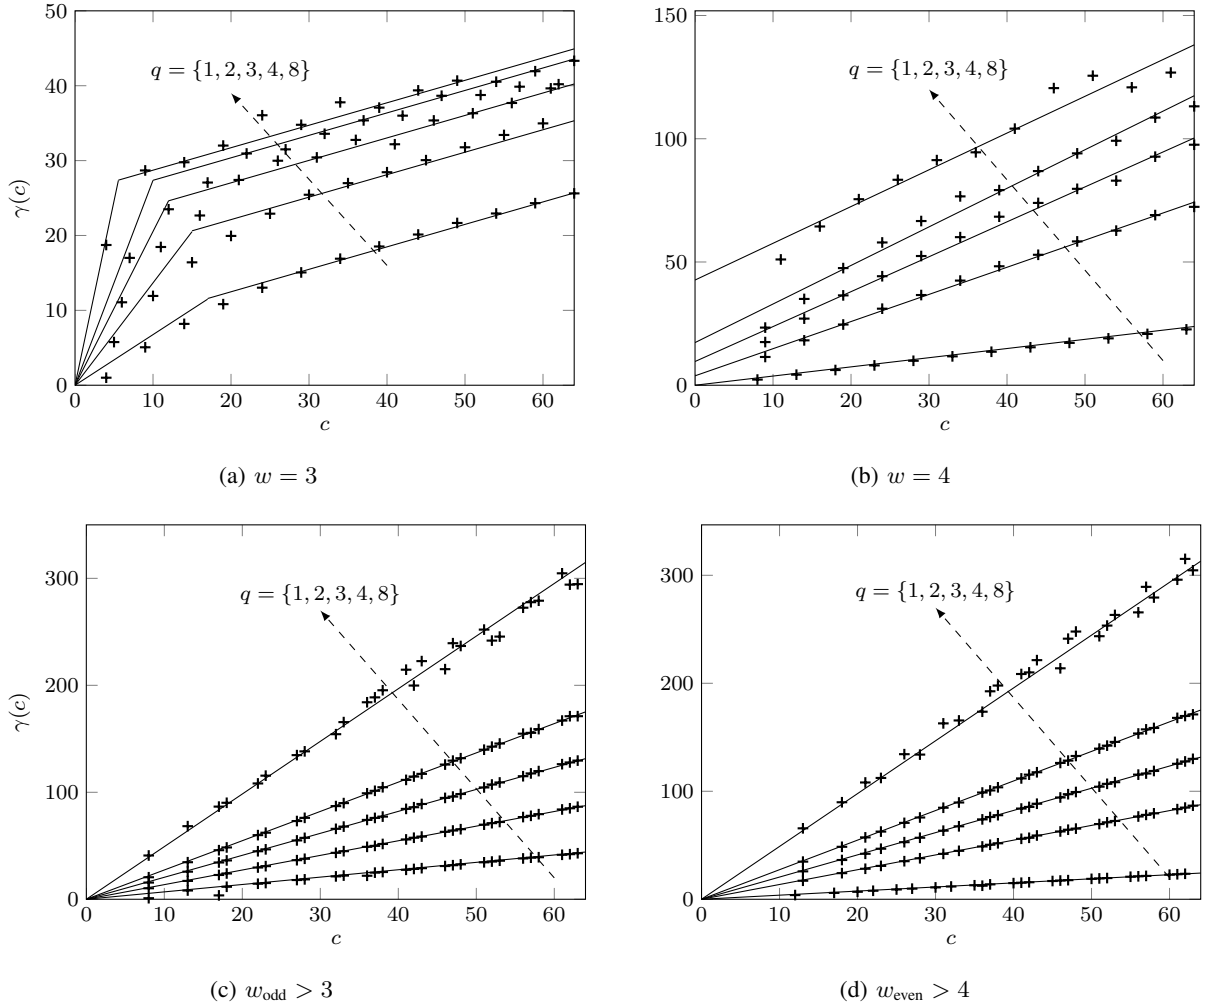 50
40
30
20
10
0
0 10 20 30 40 50 60
γ(c)
c
q = {1, 2, 3, 4, 8}
(a) w = 3
150
100
50
0
0 10 20 30 40 50 60
c
q = {1, 2, 3, 4, 8}
(b) w = 4
300
200
100
0
0 10 20 30 40 50 60
γ(c)
c
q = {1, 2, 3, 4, 8}
(c) w_odd > 3
300
200
100
0
0 10 20 30 40 50 60
c
q = {1, 2, 3, 4, 8}
(d) w_even > 4